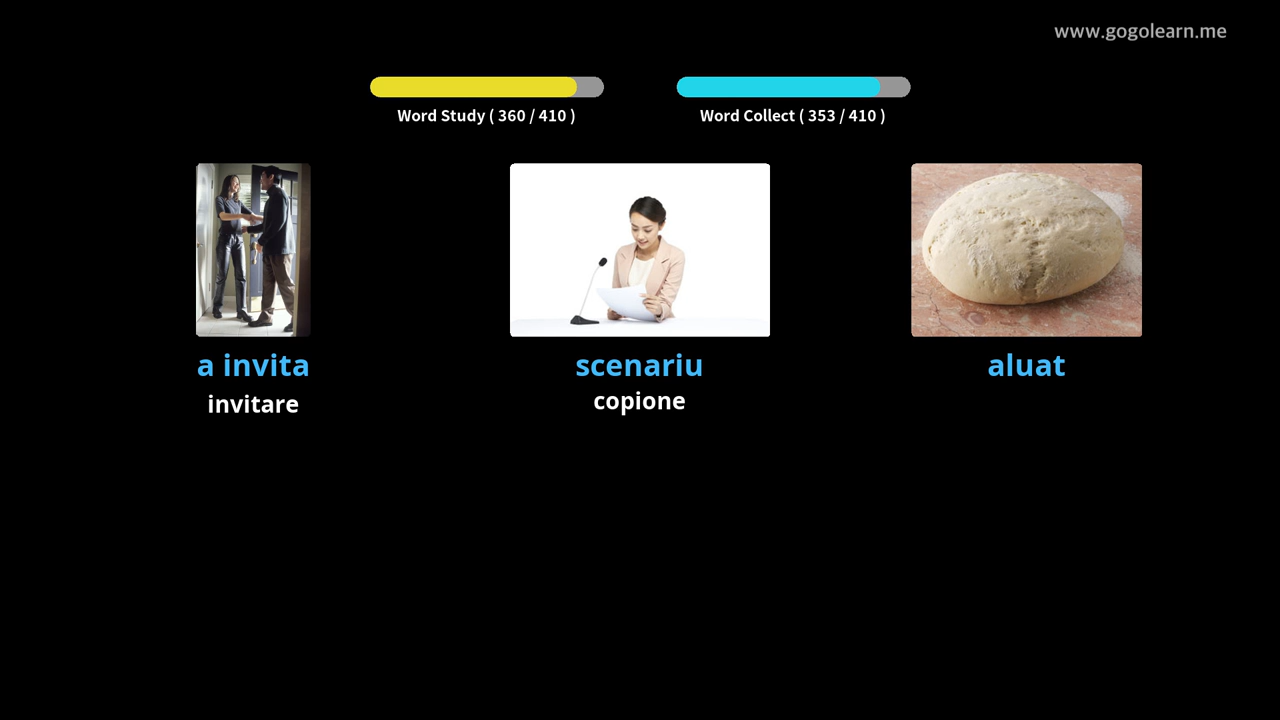 www.gogolearn.me
Word Study ( 360 / 410 )
Word Collect ( 353 / 410 )
a invita
invitare
scenariu
copione
aluat